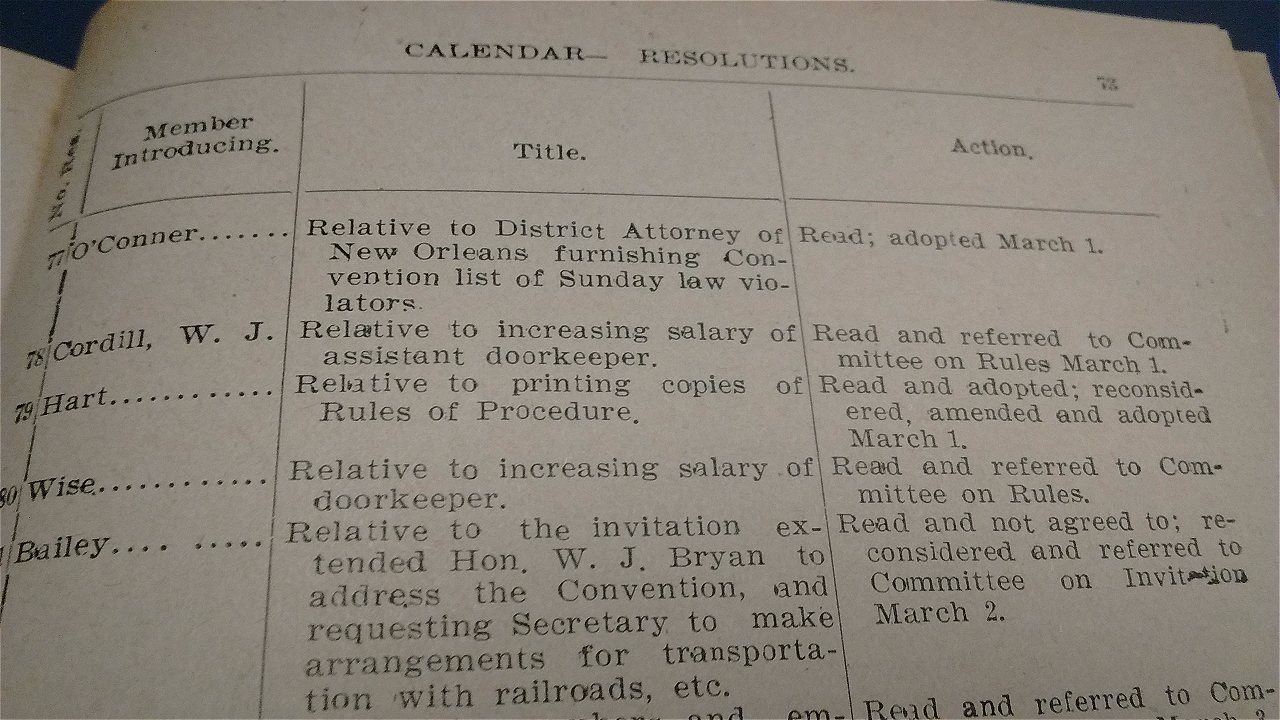 CALENDAR— RESOLUTIONS.
73
No. Res.
Member
Introducing.
Title.
Action.
77 O'Conner.......
Relative to District Attorney of
New Orleans furnishing Con-
vention list of Sunday law vio-
lators.
Read; adopted March 1.
78 Cordill, W. J.
Relative to increasing salary of
assistant doorkeeper.
Read and referred to Com-
mittee on Rules March 1.
79 Hart............
Relative to printing copies of
Rules of Procedure.
Read and adopted; reconsid-
ered, amended and adopted
March 1.
80 Wise............
Relative to increasing salary of
doorkeeper.
Read and referred to Com-
mittee on Rules.
Bailey.... .....
Relative to the invitation ex-
tended Hon. W. J. Bryan to
address the Convention, and
requesting Secretary to make
arrangements for transporta-
tion with railroads, etc.
Read and not agreed to; re-
considered and referred to
Committee on Invitation
March 2.
and em-
Read and referred to Com-